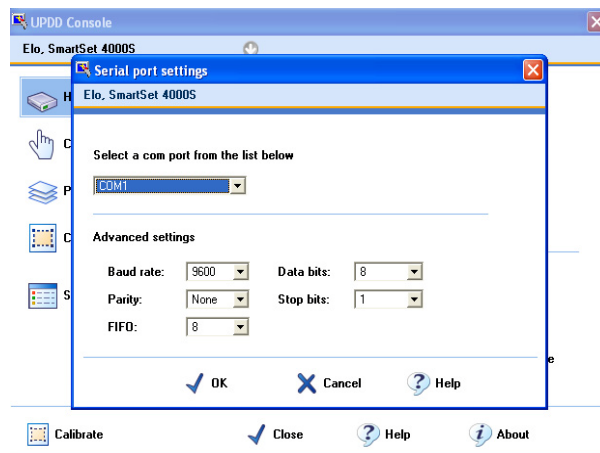 UPDD Console
Elo, SmartSet 4000S
Serial port settings
Elo, SmartSet 4000S
H
C
P
C
S
Select a com port from the list below
COM1
Advanced settings
Baud rate: 9600 Data bits: 8
Parity: None Stop bits: 1
FIFO: 8
e
OK Cancel Help
Calibrate Close Help About